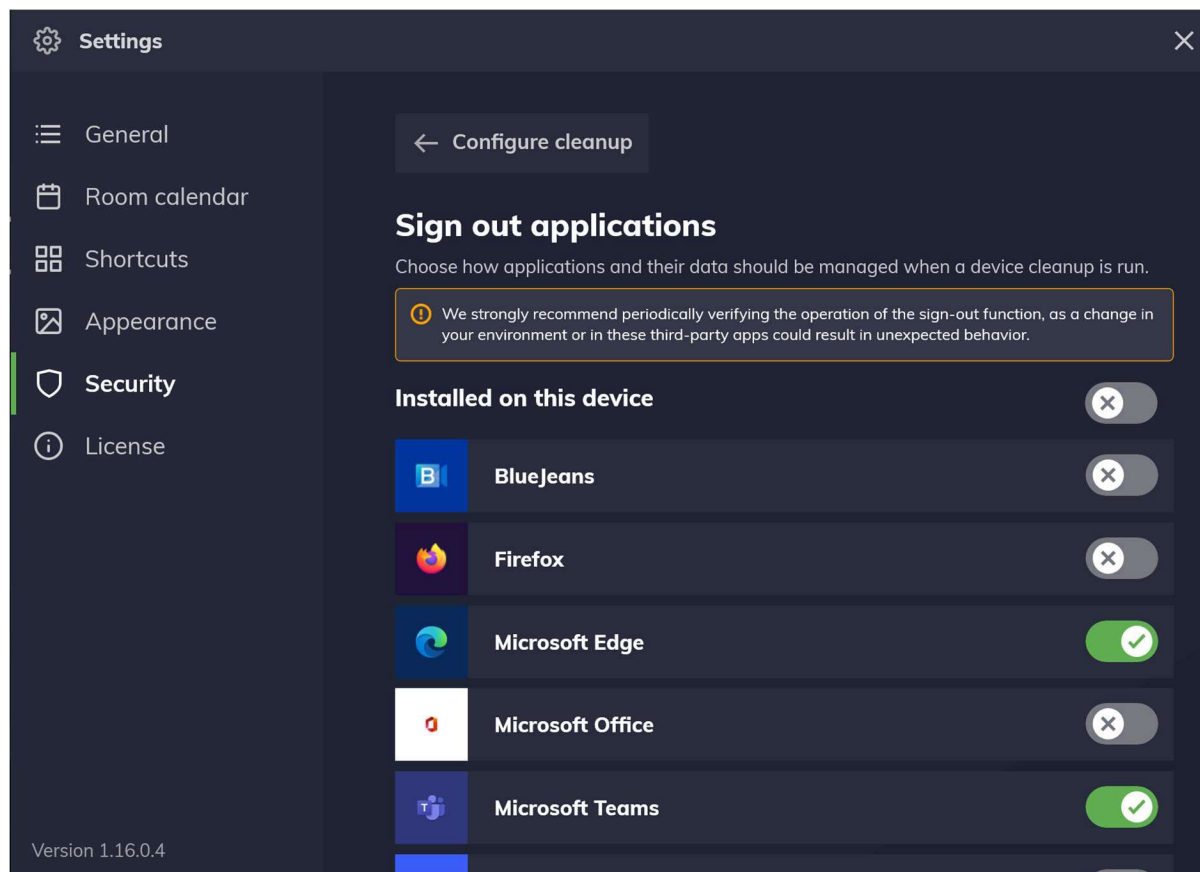 Settings
General
Room calendar
Shortcuts
Appearance
Security
License
Version 1.16.0.4
Configure cleanup
Sign out applications
Choose how applications and their data should be managed when a device cleanup is run.
We strongly recommend periodically verifying the operation of the sign-out function, as a change in
your environment or in these third-party apps could result in unexpected behavior.
Installed on this device
B
BlueJeans
Firefox
Microsoft Edge
Microsoft Office
T
Microsoft Teams